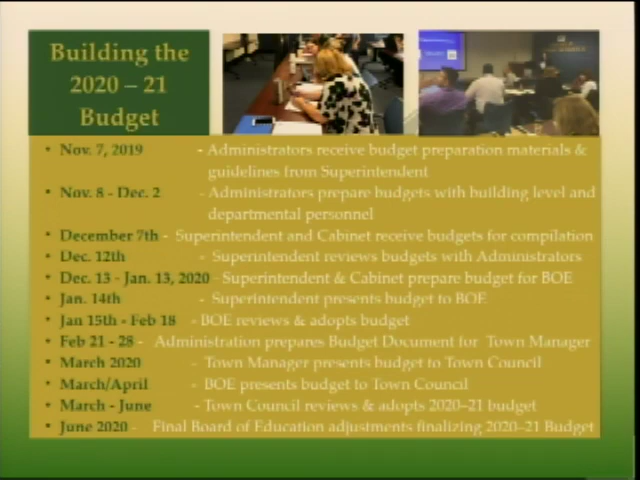 Building the
2020 – 21
Budget
• Nov. 7, 2019 - Administrators receive budget preparation materials &
guidelines from Superintendent
• Nov. 8 - Dec. 2 - Administrators prepare budgets with building level and
departmental personnel
• December 7th - Superintendent and Cabinet receive budgets for compilation
• Dec. 12th - Superintendent reviews budgets with Administrators
• Dec. 13 - Jan. 13, 2020 - Superintendent & Cabinet prepare budget for BOE
• Jan. 14th - Superintendent presents budget to BOE
• Jan 15th - Feb 18 - BOE reviews & adopts budget
• Feb 21 - 28 - Administration prepares Budget Document for Town Manager
• March 2020 - Town Manager presents budget to Town Council
• March/April - BOE presents budget to Town Council
• March - June - Town Council reviews & adopts 2020–21 budget
• June 2020 - Final Board of Education adjustments finalizing 2020–21 Budget